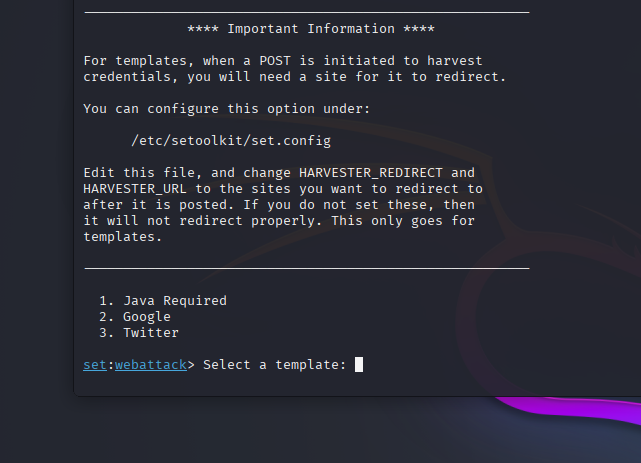 **** Important Information ****
For templates, when a POST is initiated to harvest
credentials, you will need a site for it to redirect.
You can configure this option under:
/etc/setoolkit/set.config
Edit this file, and change HARVESTER_REDIRECT and
HARVESTER_URL to the sites you want to redirect to
after it is posted. If you do not set these, then
it will not redirect properly. This only goes for
templates.
1. Java Required
2. Google
3. Twitter
set:webattack> Select a template: